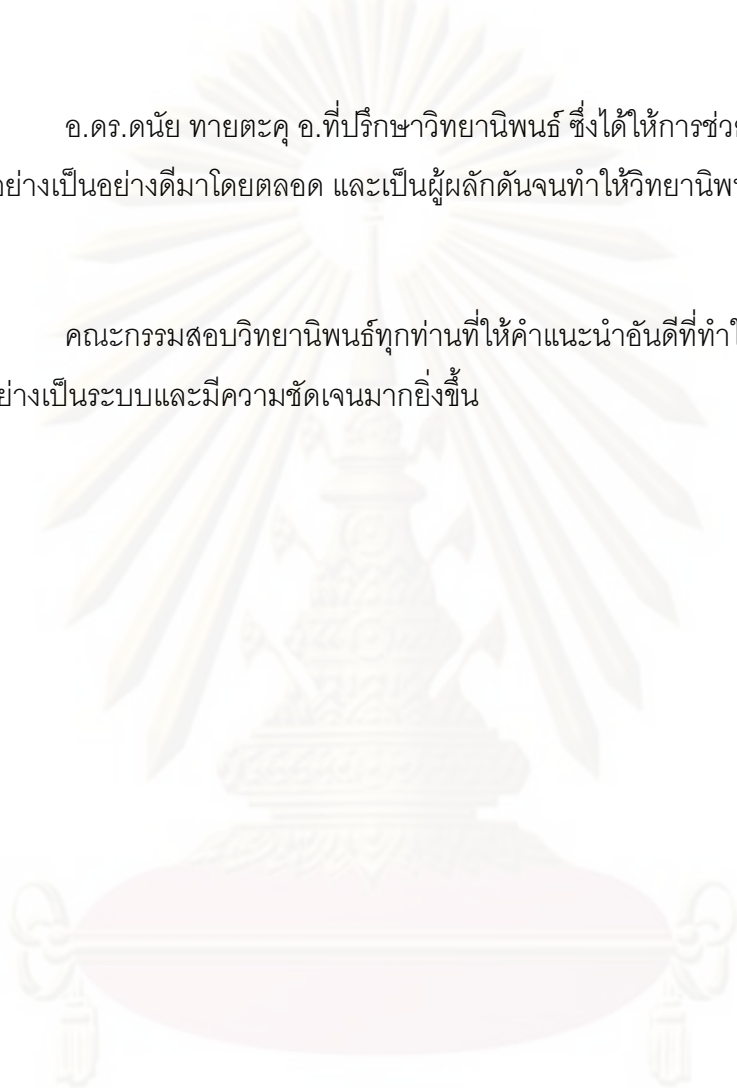 อ.ดร.ดนัย ทายตะคุ อ.ที่ปรึกษาวิทยานิพนธ์ ซึ่งได้ให้การช่วย
อย่างเป็นอย่างดีมาโดยตลอด และเป็นผู้ผลักดันจนทำให้วิทยานิพน
คณะกรรมสอบวิทยานิพนธ์ทุกท่านที่ให้คำแนะนำอันดีที่ทำใ
ย่างเป็นระบบและมีความชัดเจนมากยิ่งขึ้น